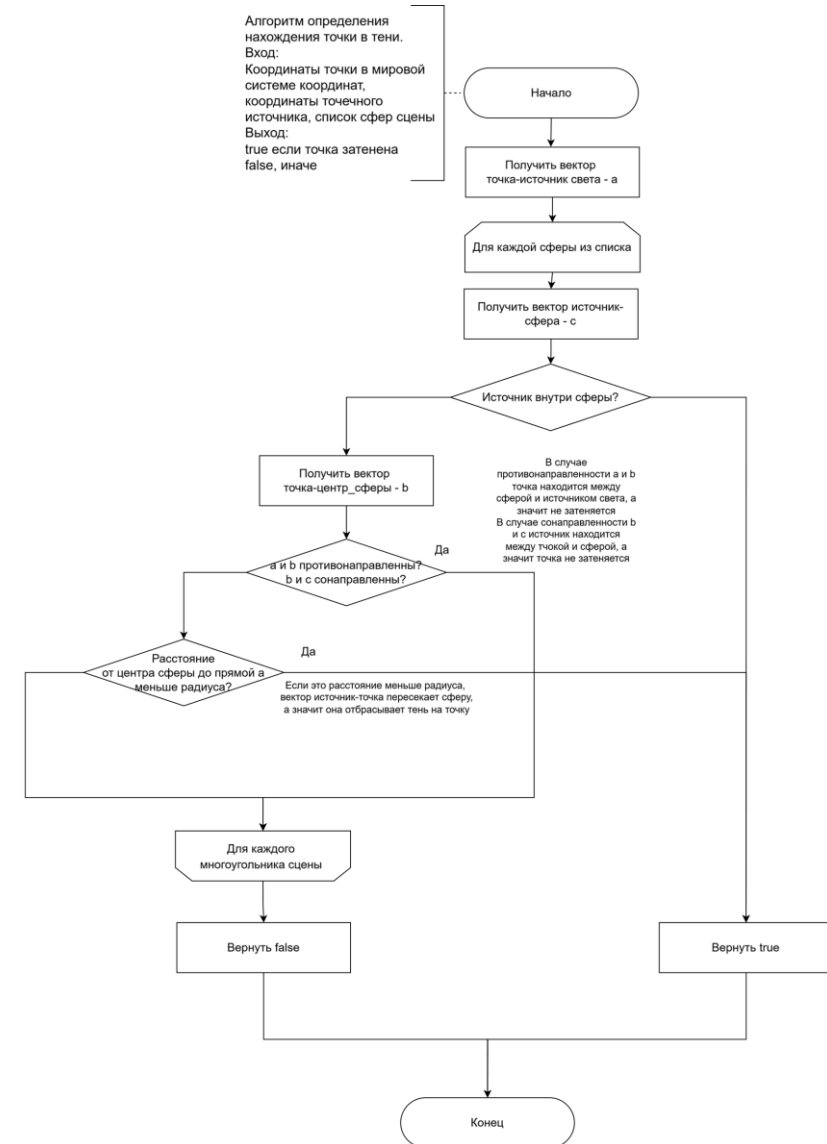 Алгоритм определения
нахождения точки в тени.
Вход:
Координаты точки в мировой
системе координат,
координаты точечного
источника, список сфер сцены
Выход:
true если точка затенена
false, иначе
Начало
Получить вектор
точка-источник света - a
Для каждой сферы из списка
Получить вектор источник-
сфера - c
Источник внутри сферы?
Получить вектор
точка-центр_сферы - b
В случае
противонаправленности a и b
точка находится между
сферой и источником света, а
значит не затеняется
В случае сонаправленности b
и c источник находится
между тчокой и сферой, а
значит точка не затеняется
Да
a и b противонаправленны?
b и c сонаправленны?
Расстояние
от центра сферы до прямой a
меньше радиуса?
Да
Если это расстояние меньше радиуса,
вектор источник-точка пересекает сферу,
а значит она отбрасывает тень на точку
Для каждого
многоугольника сцены
Вернуть false
Вернуть true
Конец